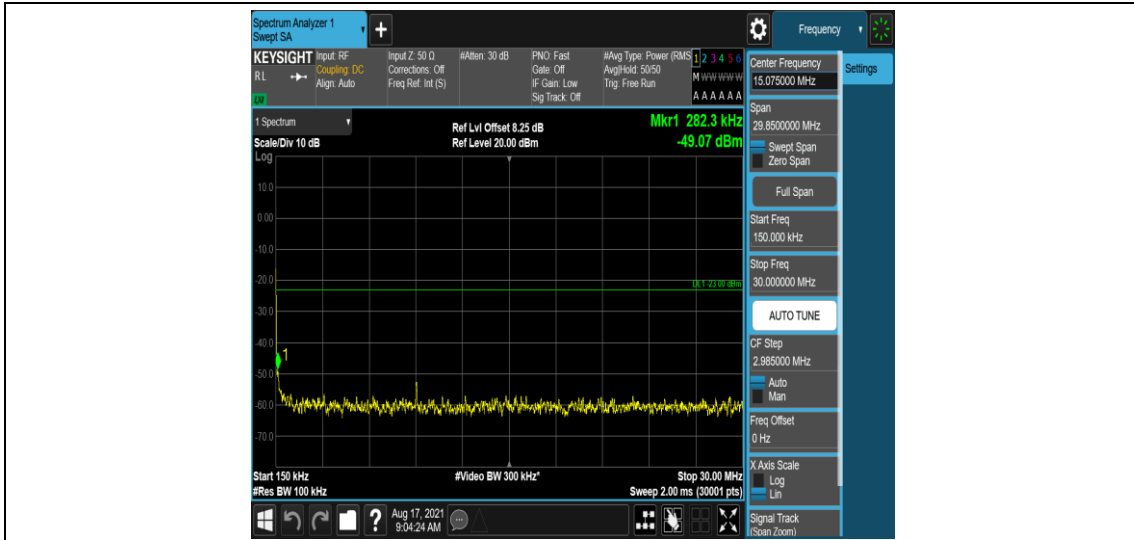 Spectrum Analyzer 1
Swept SA
Frequency
KEYSIGHT Input: RF Input Z: 50 Ω #Atten: 30 dB PNO: Fast #Avg Type: Power (RMS 1 2 3 4 5 6
RL Coupling: DC Corrections: Off Gate: Off Avg|Hold: 50/50 M W W W W W
Align: Auto Freq Ref: Int (S) IF Gain: Low Trig: Free Run
Sig Track: Off A A A A A A
1 Spectrum
Ref Lvl Offset 8.25 dB
Mkr1 282.3 kHz
Scale/Div 10 dB
Ref Level 20.00 dBm
-49.07 dBm
Log
10.0
0.00
-10.0
-20.0
DL1 -23.00 dBm
-30.0
-40.0
1
-50.0
-60.0
-70.0
Start 150 kHz
#Video BW 300 kHz*
Stop 30.00 MHz
#Res BW 100 kHz
Sweep 2.00 ms (30001 pts)
Center Frequency
15.075000 MHz
Settings
Span
29.8500000 MHz
Swept Span
Zero Span
Full Span
Start Freq
150.000 kHz
Stop Freq
30.000000 MHz
AUTO TUNE
CF Step
2.985000 MHz
Auto
Man
Freq Offset
0 Hz
X Axis Scale
Log
Lin
Signal Track
(Span Zoom)
?
Aug 17, 2021
9:04:24 AM